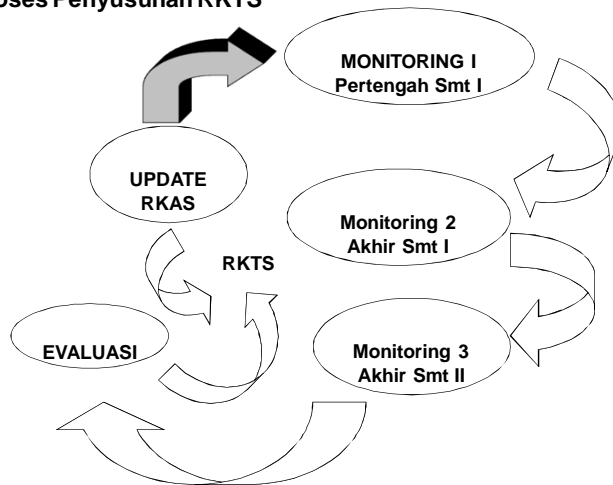 Penyusunan RKTS
MONITORING I
Pertengah Smt I
UPDATE
RKAS
Monitoring 2
Akhir Smt I
RKTS
EVALUASI
Monitoring 3
Akhir Smt II